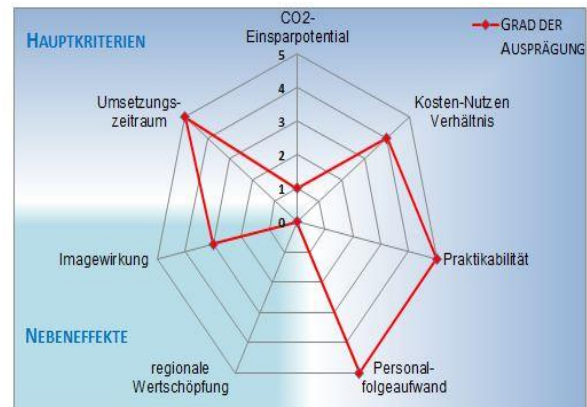 HAUPTKRITERIEN
CO2-
Einsparpotential
GRAD DER
AUSPRÄGUNG
Umsetzungs-
zeitraum
Kosten-Nutzen
Verhältnis
5
4
3
2
1
0
Imagewirkung
Praktikabilität
NEBENEFFEKTE
regionale
Wertschöpfung
Personal-
folgeaufwand